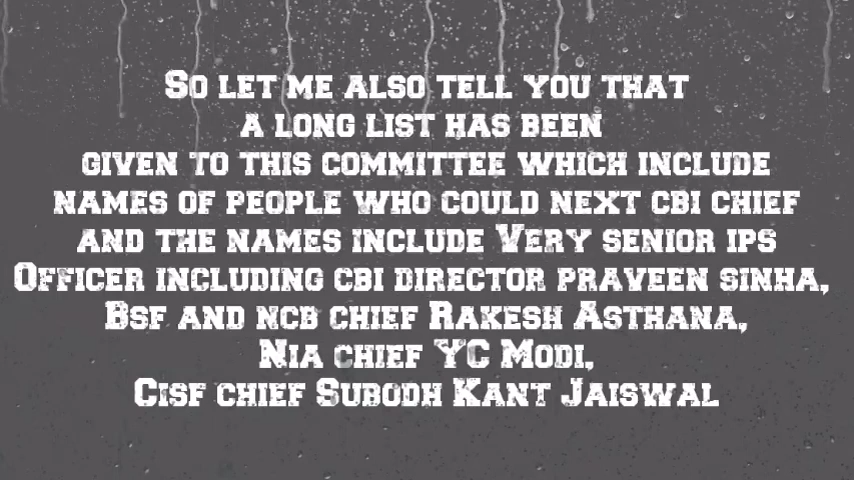 So let me also tell you that
a long list has been
given to this committee which include
names of people who could next cbi chief
and the names include Very senior ips
Officer including cbi director praveen sinha,
Bsf and ncb chief Rakesh Asthana,
Nia chief YC Modi,
Cisf chief Subodh Kant Jaiswal